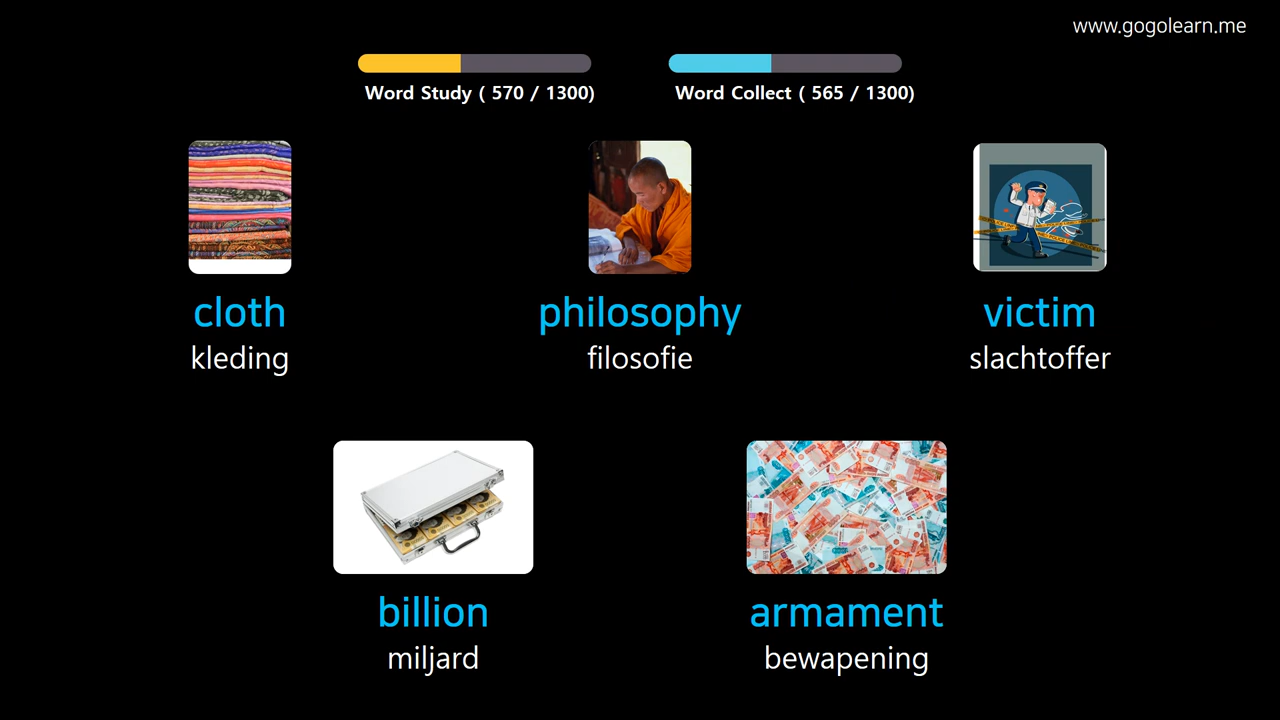 www.gogolearn.me
Word Study ( 570 / 1300)
Word Collect ( 565 / 1300)
cloth
kleding
philosophy
filosofie
victim
slachtoffer
billion
miljard
armament
bewapening